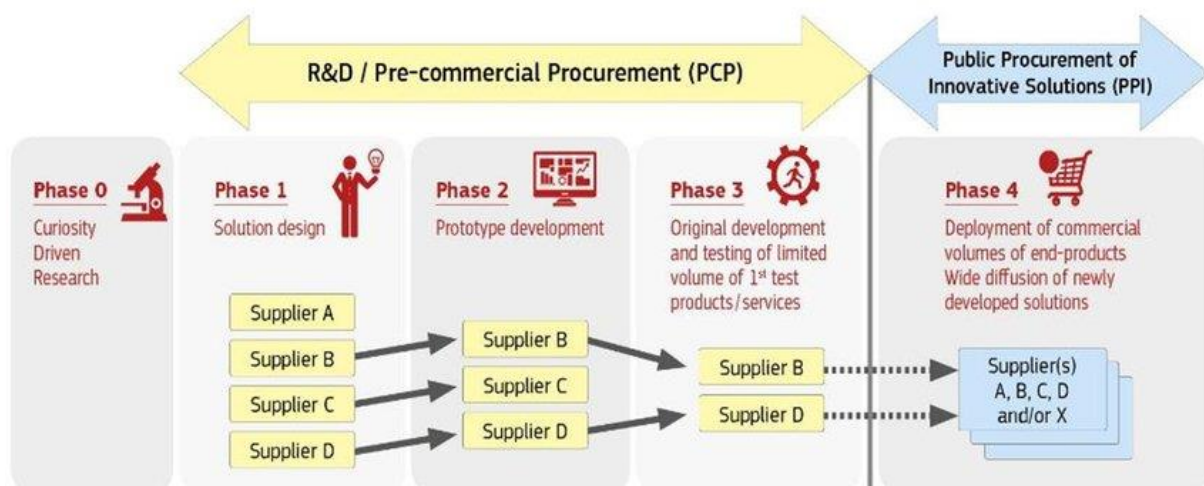 R&D / Pre-commercial Procurement (PCP)
Public Procurement of
Innovative Solutions (PPI)
Phase 0
Curiosity
Driven
Research
Phase 1
Solution design
Supplier A
Supplier B
Supplier C
Supplier D
Phase 2
Prototype development
Supplier B
Supplier C
Supplier D
Phase 3
Original development
and testing of limited
volume of 1st test
products/services
Supplier B
Supplier D
Phase 4
Deployment of commercial
volumes of end-products
Wide diffusion of newly
developed solutions
Supplier(s)
A, B, C, D
and/or X